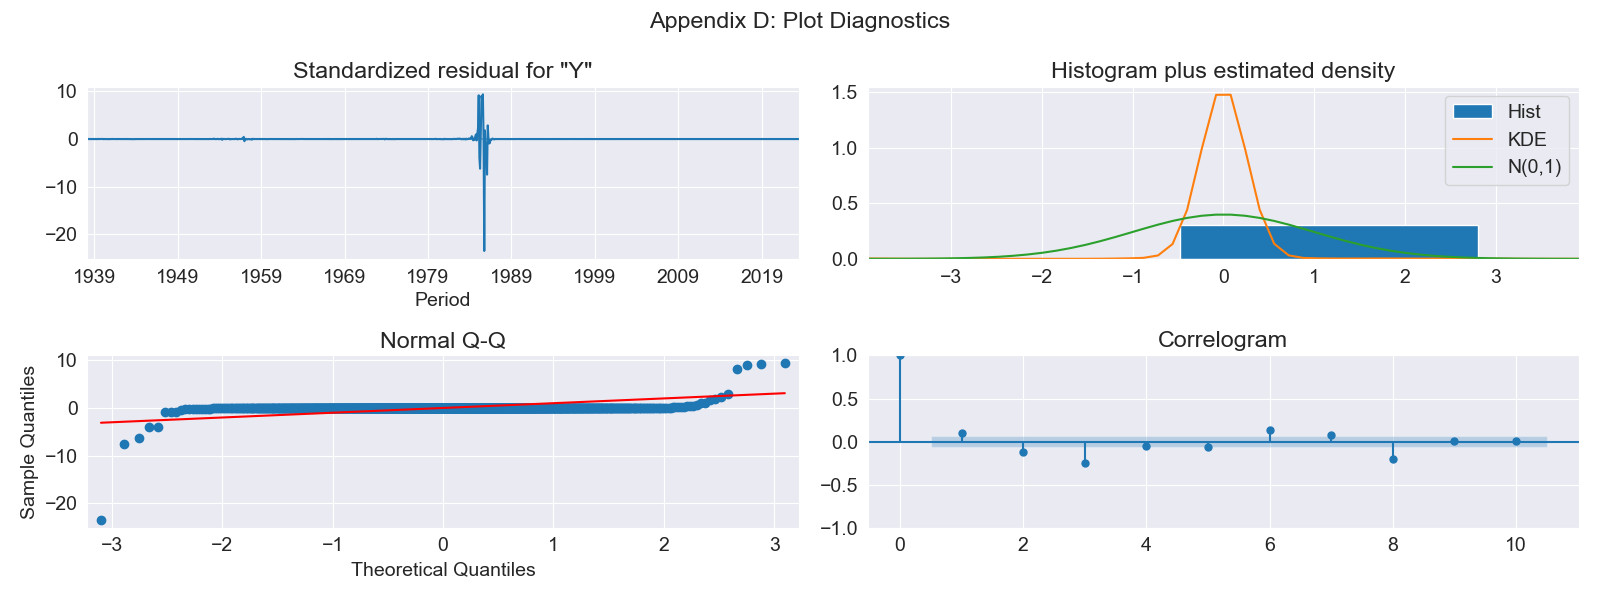 Appendix D: Plot Diagnostics
Standardized residual for "Y"
10
0
−10
−20
1939 1949 1959 1969 1979 1989 1999 2009 2019
Period
Histogram plus estimated density
1.5
1.0
0.5
0.0
−3 −2 −1 0 1 2 3
Hist
KDE
N(0,1)
Normal Q-Q
Sample Quantiles
10
0
−10
−20
−3 −2 −1 0 1 2 3
Theoretical Quantiles
Correlogram
1.0
0.5
0.0
−0.5
−1.0
0 2 4 6 8 10